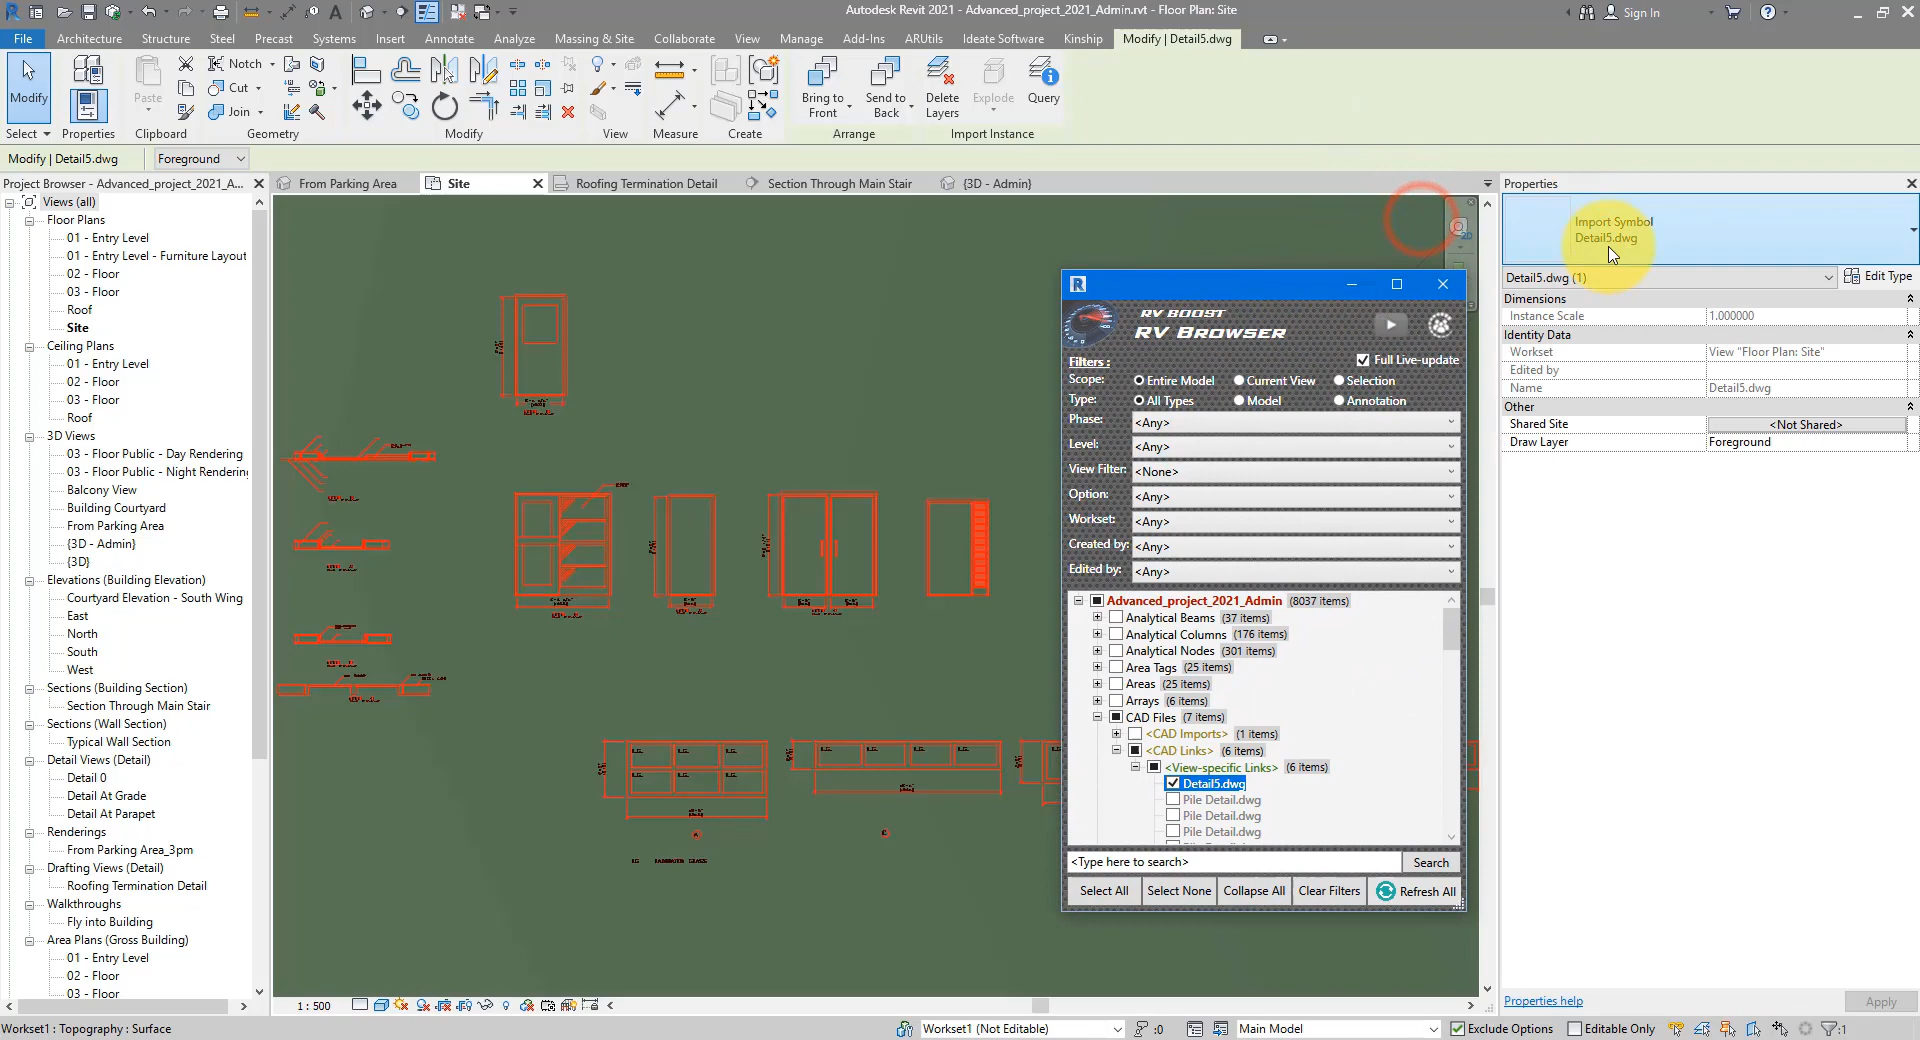 Autodesk Revit 2021 - Advanced_project_2021_Admin.rvt - Floor Plan: Site
Sign In
File
Architecture
Structure
Steel
Precast
Systems
Insert
Annotate
Analyze
Massing & Site
Collaborate
View
Manage
Add-Ins
ARUtils
Ideate Software
Kinship
Modify | Detail5.dwg
Modify
Paste
Notch
Cut
Join
Bring to Front
Send to Back
Delete Layers
Explode
Query
Select
Properties
Clipboard
Geometry
Modify
View
Measure
Create
Arrange
Import Instance
Modify | Detail5.dwg
Foreground
Project Browser - Advanced_project_2021_A...
Views (all)
Floor Plans
01 - Entry Level
01 - Entry Level - Furniture Layout
02 - Floor
03 - Floor
Roof
Site
Ceiling Plans
01 - Entry Level
02 - Floor
03 - Floor
Roof
3D Views
03 - Floor Public - Day Rendering
03 - Floor Public - Night Rendering
Balcony View
Building Courtyard
From Parking Area
{3D - Admin}
{3D}
Elevations (Building Elevation)
Courtyard Elevation - South Wing
East
North
South
West
Sections (Building Section)
Section Through Main Stair
Sections (Wall Section)
Typical Wall Section
Detail Views (Detail)
Detail 0
Detail At Grade
Detail At Parapet
Renderings
From Parking Area_3pm
Drafting Views (Detail)
Roofing Termination Detail
Walkthroughs
Fly into Building
Area Plans (Gross Building)
01 - Entry Level
02 - Floor
03 - Floor
From Parking Area
Site
Roofing Termination Detail
Section Through Main Stair
{3D - Admin}
2D
RV BOOST
RV BROWSER
Filters :
Full Live-update
Scope:
Entire Model
Current View
Selection
Type:
All Types
Model
Annotation
Phase:
<Any>
Level:
<Any>
View Filter:
<None>
Option:
<Any>
Workset:
<Any>
Created by:
<Any>
Edited by:
<Any>
Advanced_project_2021_Admin (8037 items)
Analytical Beams (37 items)
Analytical Columns (176 items)
Analytical Nodes (301 items)
Area Tags (25 items)
Areas (25 items)
Arrays (6 items)
CAD Files (7 items)
<CAD Imports> (1 items)
<CAD Links> (6 items)
<View-specific Links> (6 items)
Detail5.dwg
Pile Detail.dwg
Pile Detail.dwg
Pile Detail.dwg
<Type here to search>
Search
Select All
Select None
Collapse All
Clear Filters
Refresh All
Properties
Import Symbol
Detail5.dwg
Detail5.dwg (1)
Edit Type
Dimensions
Instance Scale
1.000000
Identity Data
Workset
View "Floor Plan: Site"
Edited by
Name
Detail5.dwg
Other
Shared Site
<Not Shared>
Draw Layer
Foreground
Properties help
Apply
1 : 500
Workset1 : Topography : Surface
Workset1 (Not Editable)
:0
Main Model
Exclude Options
Editable Only
:1